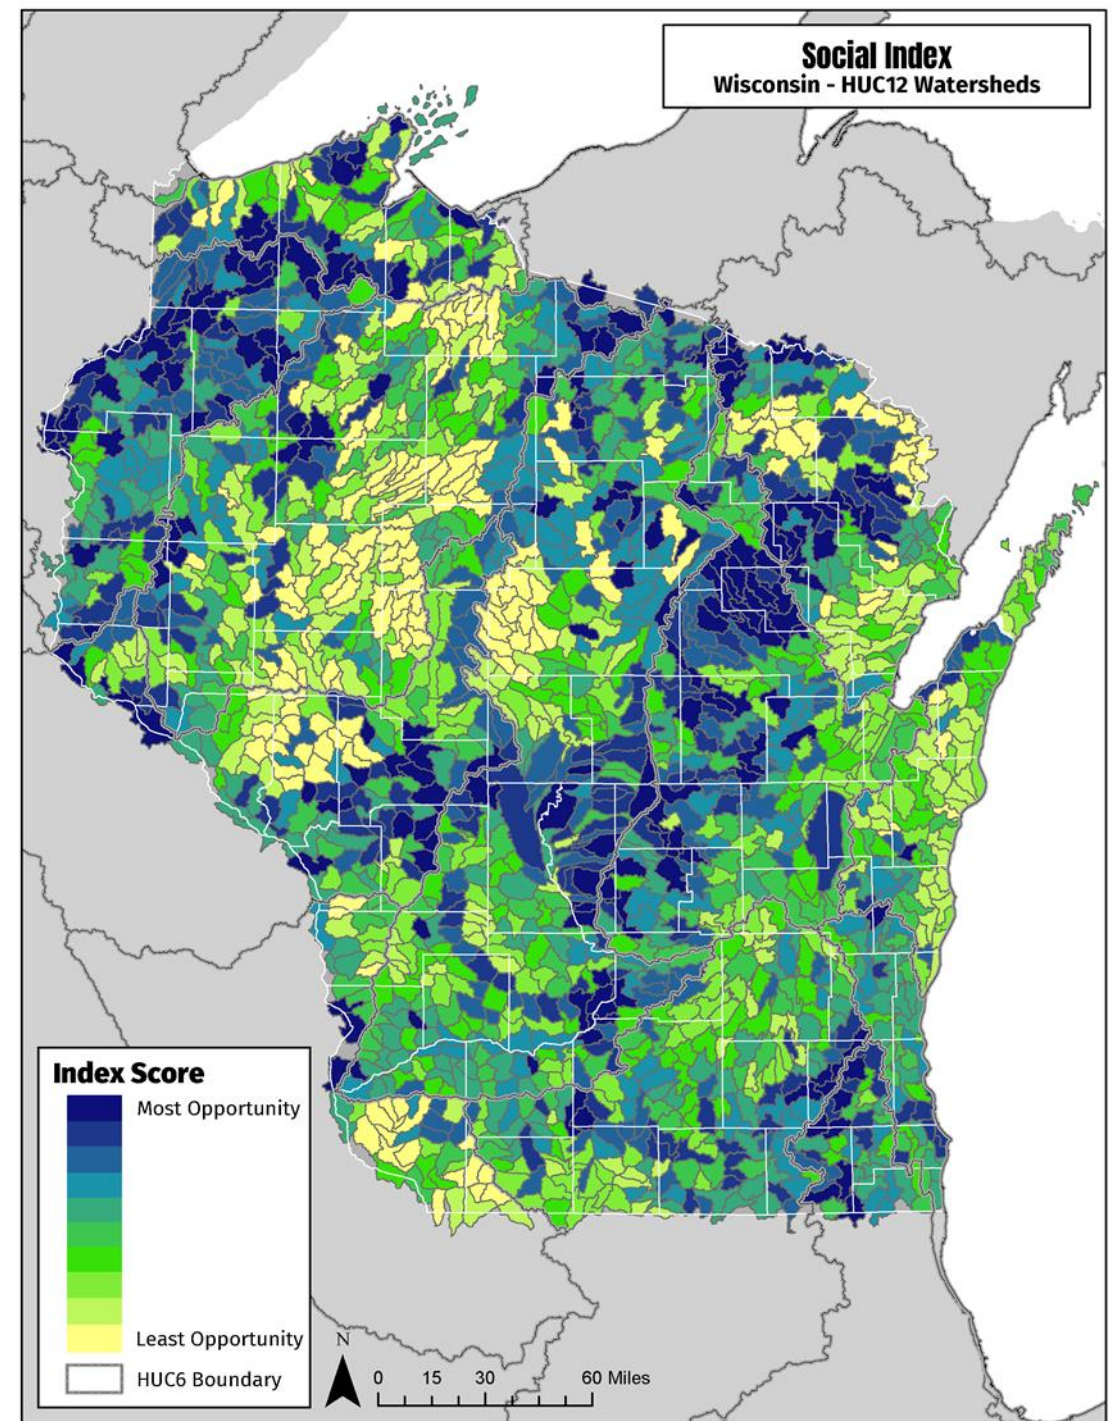 Social Index
Wisconsin - HUC12 Watersheds
Index Score
Most Opportunity
Least Opportunity
HUC6 Boundary
N
0 15 30 60 Miles